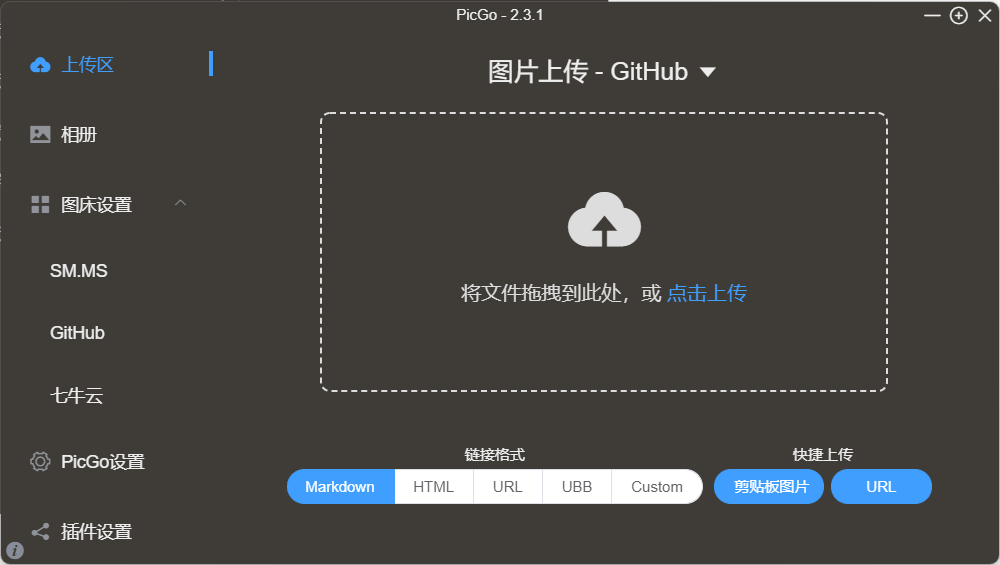 PicGo - 2.3.1
上传区
相册
图床设置
SM.MS
GitHub
七牛云
PicGo设置
插件设置
图片上传 - GitHub
将文件拖拽到此处，或 点击上传
链接格式
Markdown HTML URL UBB Custom
快捷上传
剪贴板图片 URL